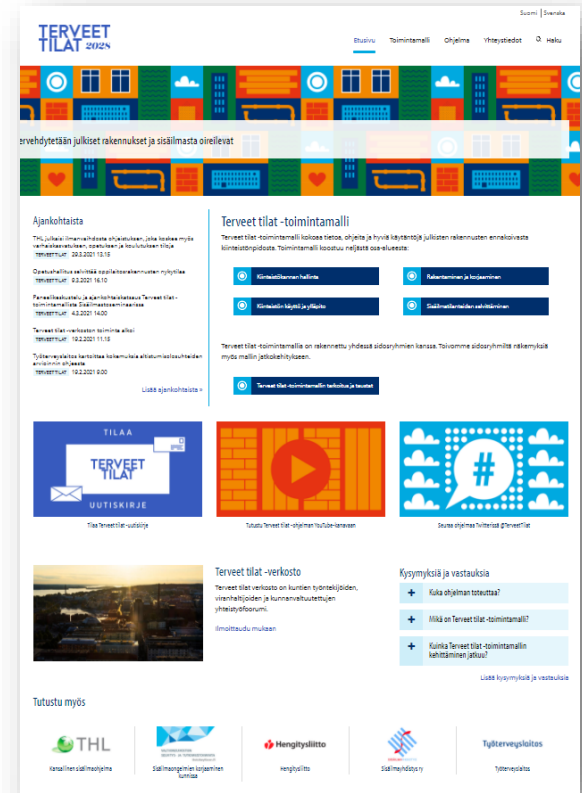 Suomi | Svenska
TERVEET
TILAT 2028
Etusivu Toimintamalli Ohjelma Yhteystiedot Haku
ervehdytetään julkiset rakennukset ja sisäilmasta oireilevat
Ajankohtaista
THL julkaisi ilmanvaihdosta ohjeistuksen, joka koskee myös
varhaiskasvatuksen, opetuksen ja koulutuksen tiloja
TERVEET TILAT 29.3.2021 13.15
Opetushallitus selvittää oppilaitosrakennusten nykytilaa
TERVEET TILAT 9.3.2021 16.10
Paneelikeskustelu ja ajankohtaiskatsaus Terveet tilat -
toimintamallista Sisäilmastoseminaarissa
TERVEET TILAT 4.3.2021 14.00
Terveet tilat -verkoston toiminta alkoi
TERVEET TILAT 19.2.2021 11.15
Työterveyslaitos kartoittaa kokemuksia altistumisolosuhteiden
arvioinnin ohjeesta
TERVEET TILAT 19.2.2021 9.00
Lisää ajankohtaista »
Terveet tilat -toimintamalli
Terveet tilat -toimintamalli kokoaa tietoa, ohjeita ja hyviä käytäntöjä julkisten rakennusten ennakoivasta
kiinteistönpidosta. Toimintamalli koostuu neljästä osa-alueesta:
Kiinteistökannan hallinta
Rakentaminen ja korjaaminen
Kiinteistön käyttö ja ylläpito
Sisäilmatilanteiden selvittäminen
Terveet tilat -toimintamallia on rakennettu yhdessä sidosryhmien kanssa. Toivomme sidosryhmiltä näkemyksiä
myös mallin jatkokehitykseen.
Terveet tilat -toimintamallin tarkoitus ja taustat
TILAA
TERVEET
TILAT
UUTISKIRJE
#
Tilaa Terveet tilat -uutiskirje
Tutustu Terveet tilat -ohjelman YouTube-kanavaan
Seuraa ohjelmaa Twitterissä @TerveetTilat
Terveet tilat -verkosto
Terveet tilat verkosto on kuntien työntekijöiden,
viranhaltijoiden ja kunnanvaltuutettujen
yhteistyöfoorumi.
Ilmoittaudu mukaan
Kysymyksiä ja vastauksia
+ Kuka ohjelman toteuttaa?
+ Mikä on Terveet tilat -toimintamalli?
+ Kuinka Terveet tilat -toimintamallin
kehittäminen jatkuu?
Lisää kysymyksiä ja vastauksia
Tutustu myös
THL
Hengitysliitto
Työterveyslaitos
Kansallinen sisäilmaohjelma
Sisäilmaongelmien korjaaminen
kunnissa
Hengitysliitto
Sisäilmayhdistys ry
Työterveyslaitos